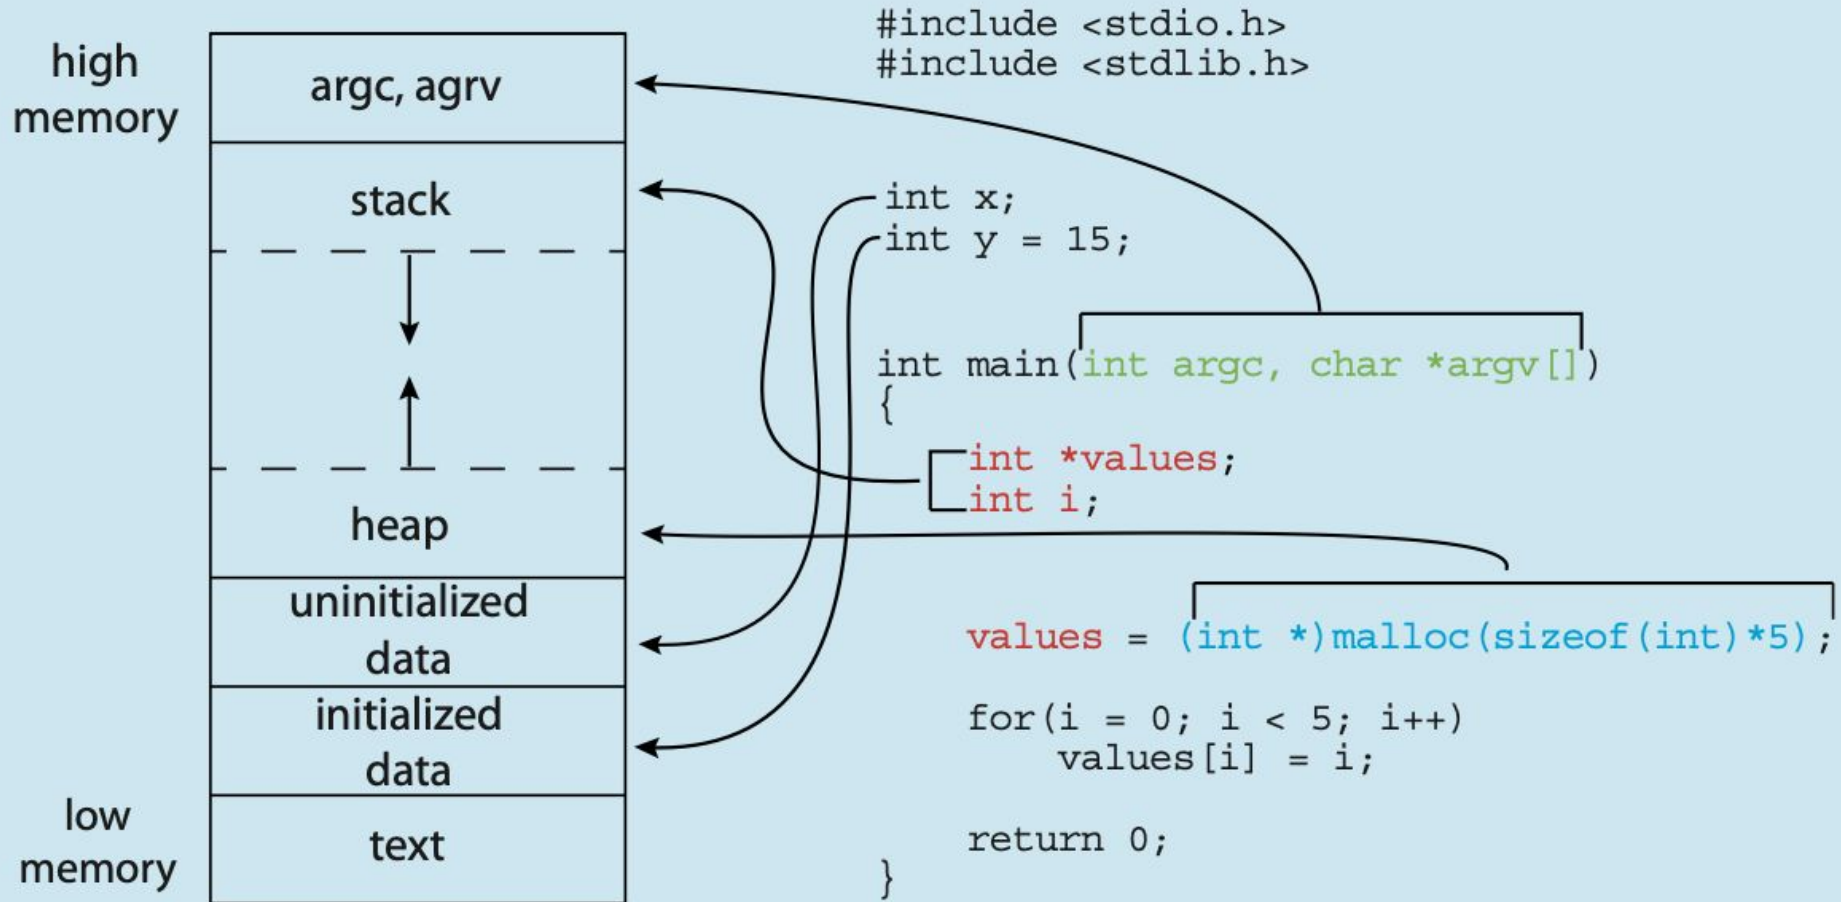 high
memory
argc, agrv
stack
heap
uninitialized
data
initialized
data
low
memory
text
#include <stdio.h>
#include <stdlib.h>
int x;
int y = 15;
int main(int argc, char *argv[])
{
int *values;
int i;
values = (int *)malloc(sizeof(int)*5);
for(i = 0; i < 5; i++)
values[i] = i;
return 0;
}